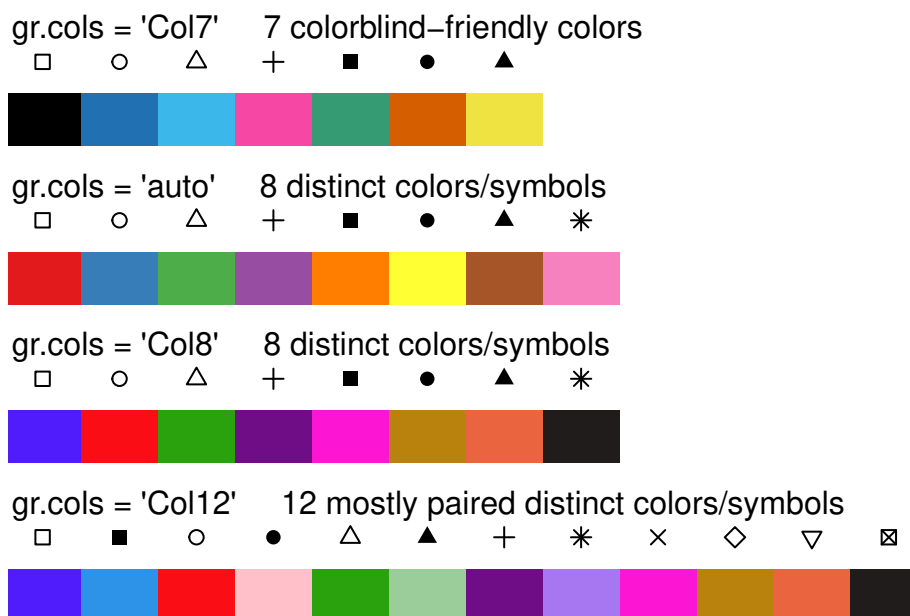 gr.cols = 'Col7' 7 colorblind−friendly colors
gr.cols = 'auto' 8 distinct colors/symbols
gr.cols = 'Col8' 8 distinct colors/symbols
gr.cols = 'Col12' 12 mostly paired distinct colors/symbols